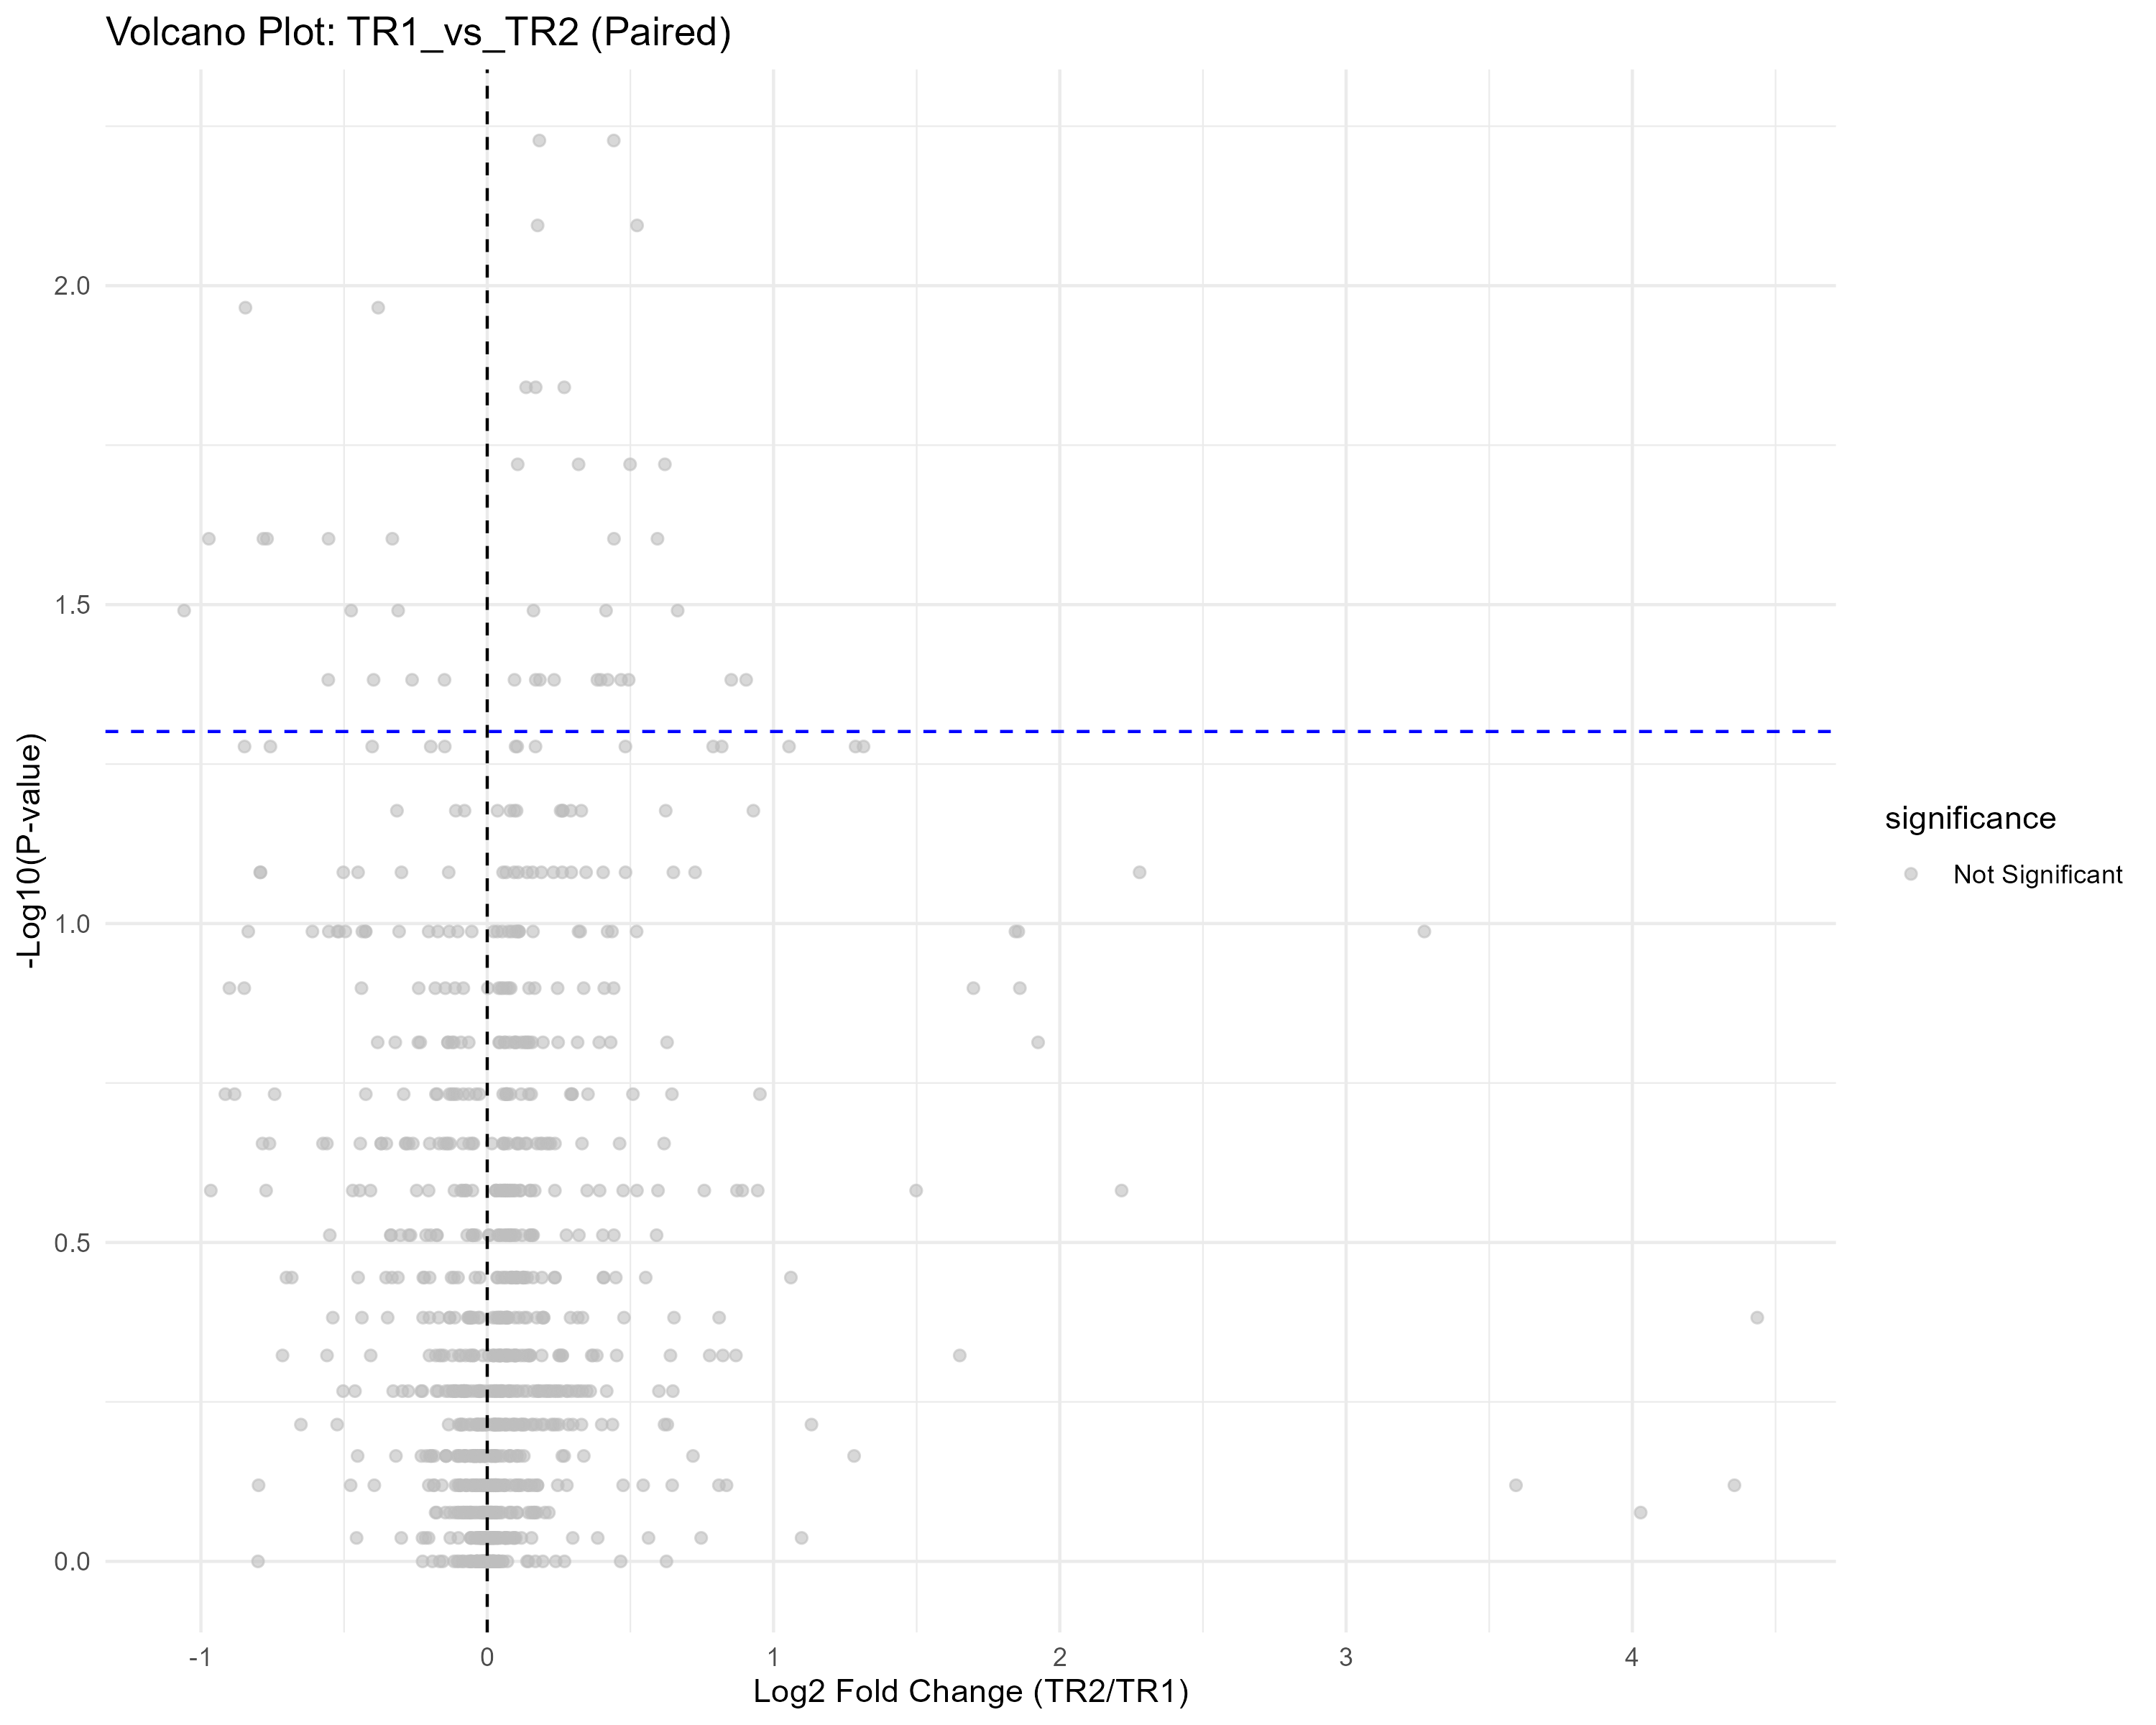 Volcano Plot: TR1_vs_TR2 (Paired)
-Log10(P-value)
2.0
1.5
1.0
0.5
0.0
-1 0 1 2 3 4
Log2 Fold Change (TR2/TR1)
significance
Not Significant